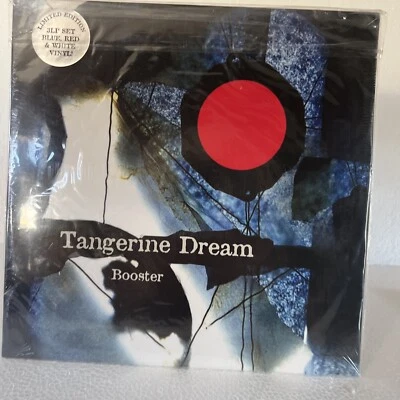 LIMITED EDITION
3LP SET
BLUE, RED,
& WHITE
VINYL!
Tangerine Dream
Booster